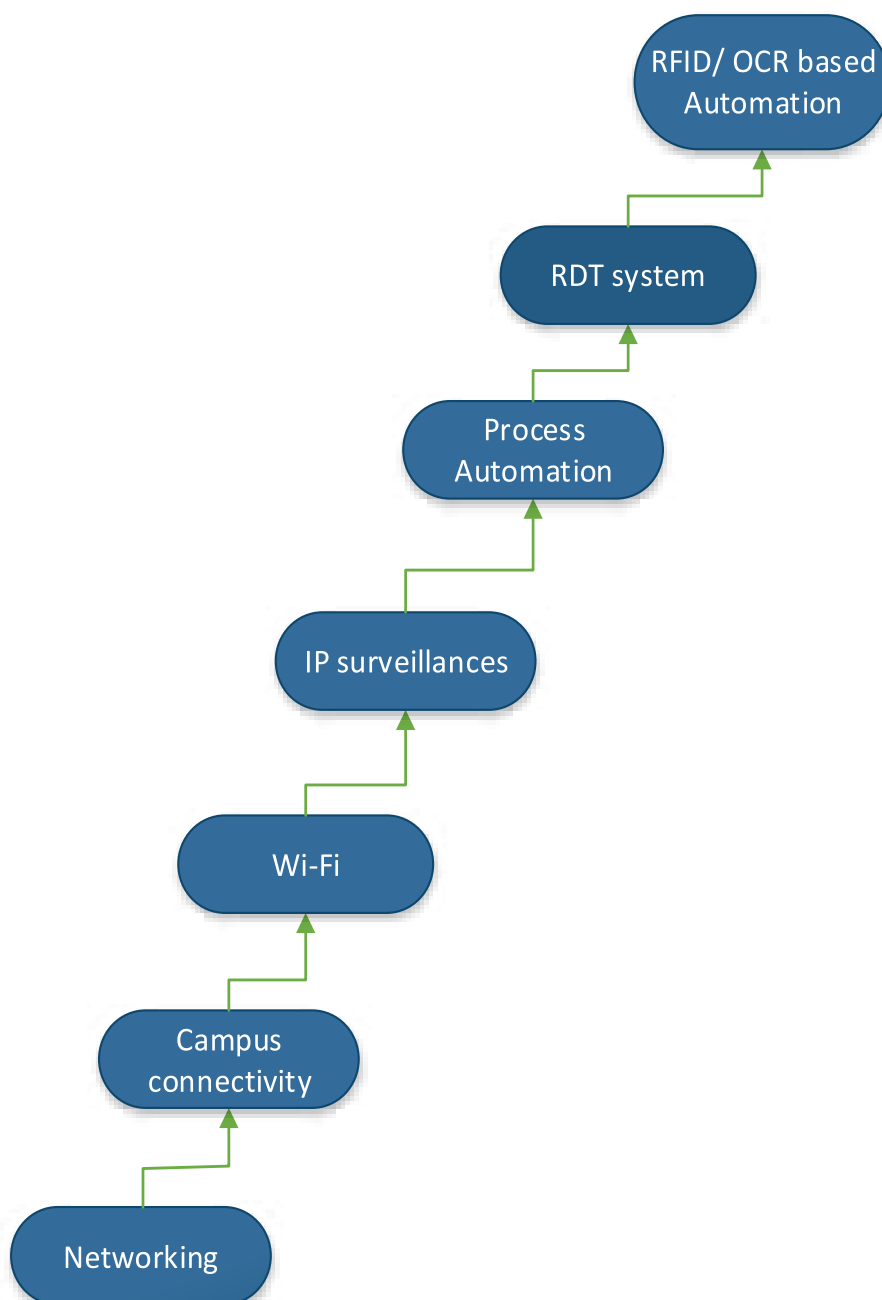 RFID/ OCR based
Automation
RDT system
Process
Automation
IP surveillances
Wi-Fi
Campus
connectivity
Networking